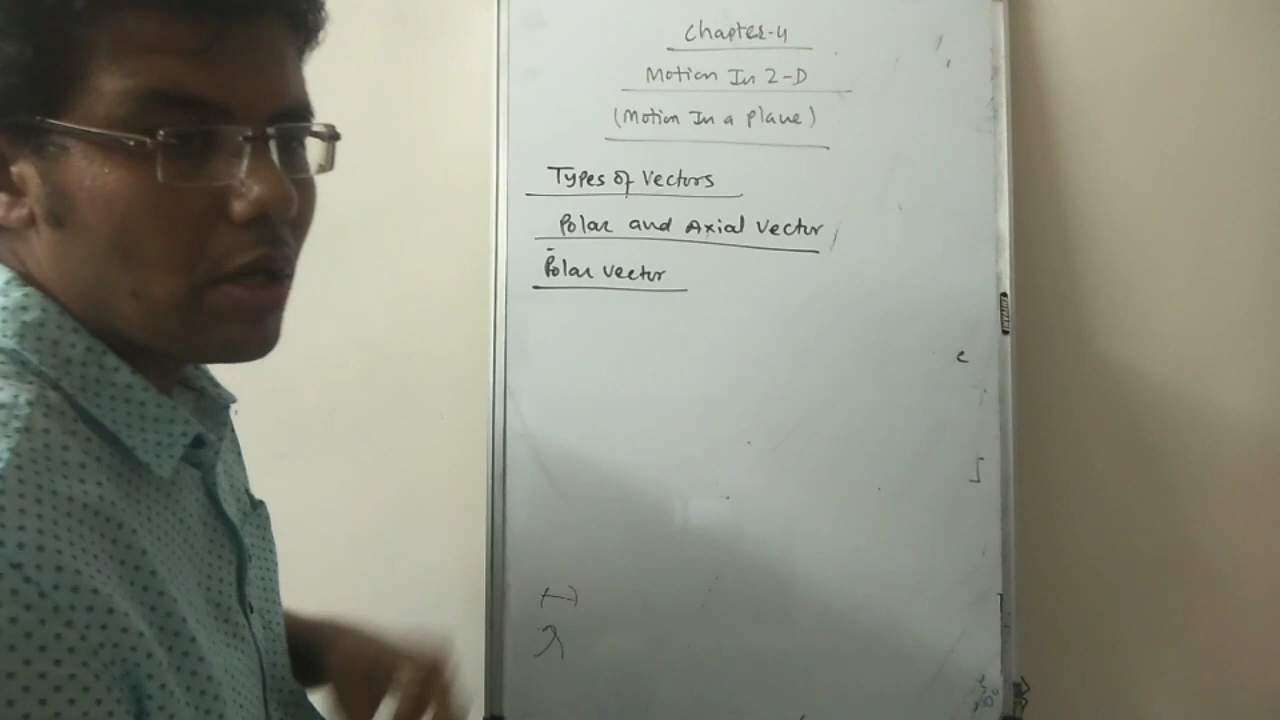 Chapter-4
Motion In 2-D
(Motion In a plane)
Types of Vectors
Polar and Axial Vector
Polar vector